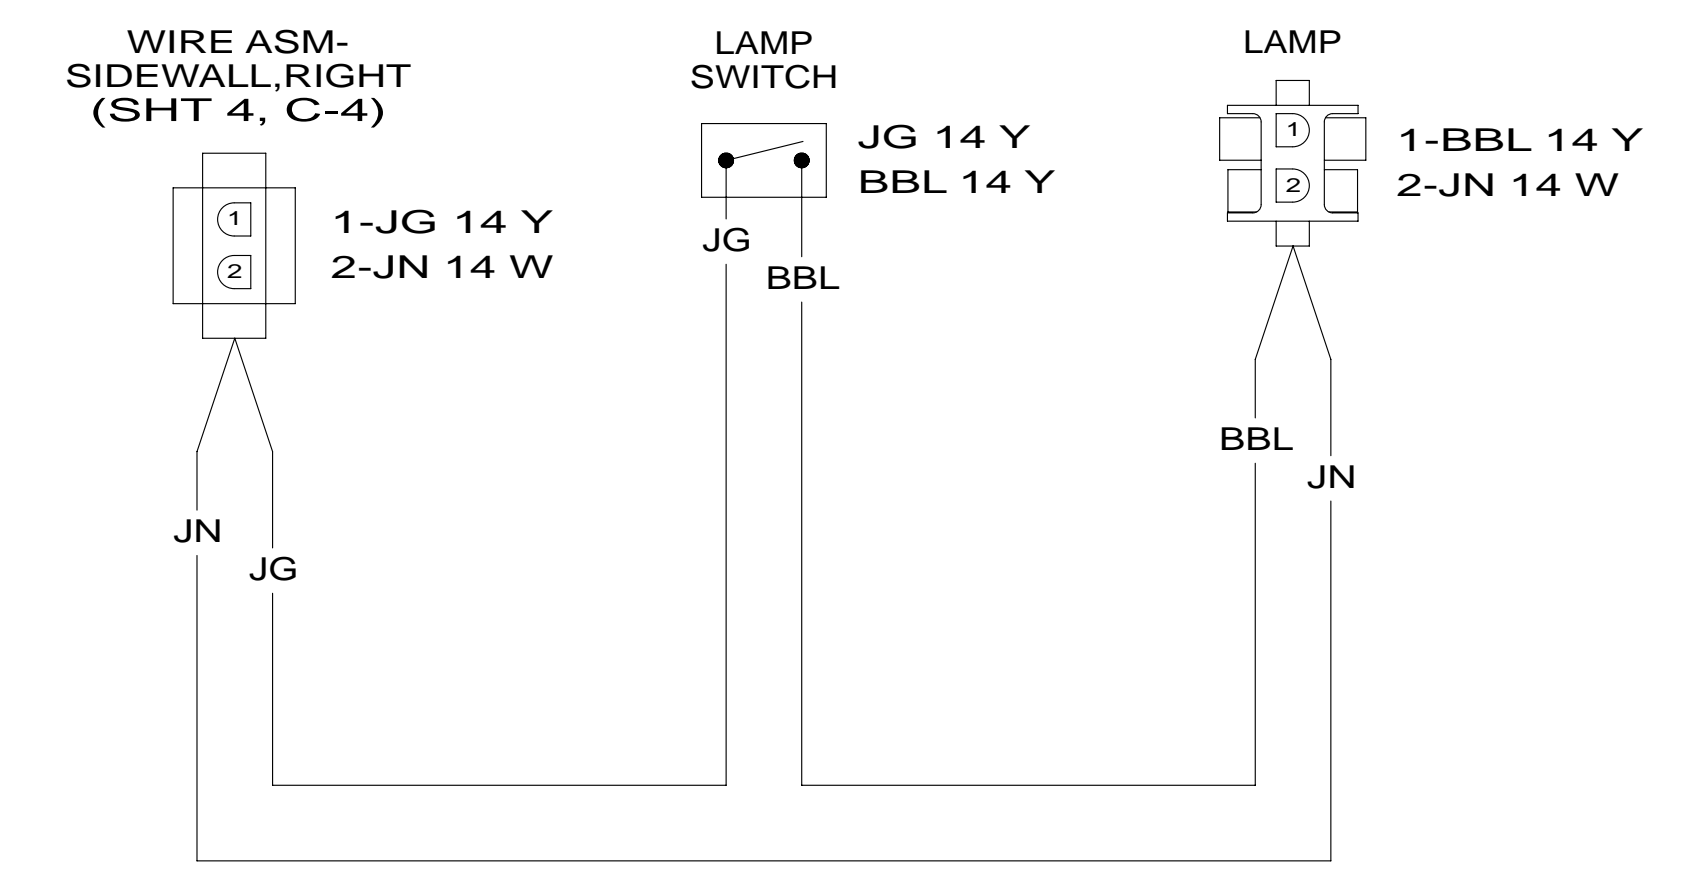 WIRE ASM-
SIDEWALL,RIGHT
(SHT 4, C-4)
1
2
1-JG 14 Y
2-JN 14 W
JN
JG
LAMP
SWITCH
JG 14 Y
BBL 14 Y
JG
BBL
LAMP
1
2
1-BBL 14 Y
2-JN 14 W
BBL
JN